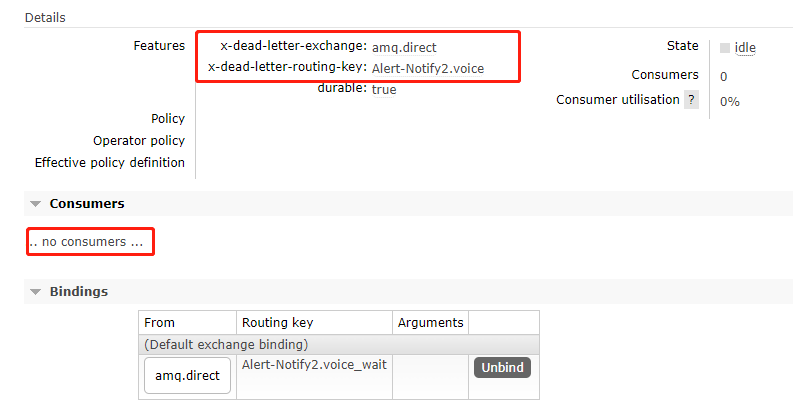 Details
Features
x-dead-letter-exchange: amq.direct
x-dead-letter-routing-key: Alert-Notify2.voice
durable: true
State idle
Consumers 0
Consumer utilisation ? 0%
Policy
Operator policy
Effective policy definition
Consumers
.. no consumers ...
Bindings
From Routing key Arguments
(Default exchange binding)
amq.direct Alert-Notify2.voice_wait Unbind